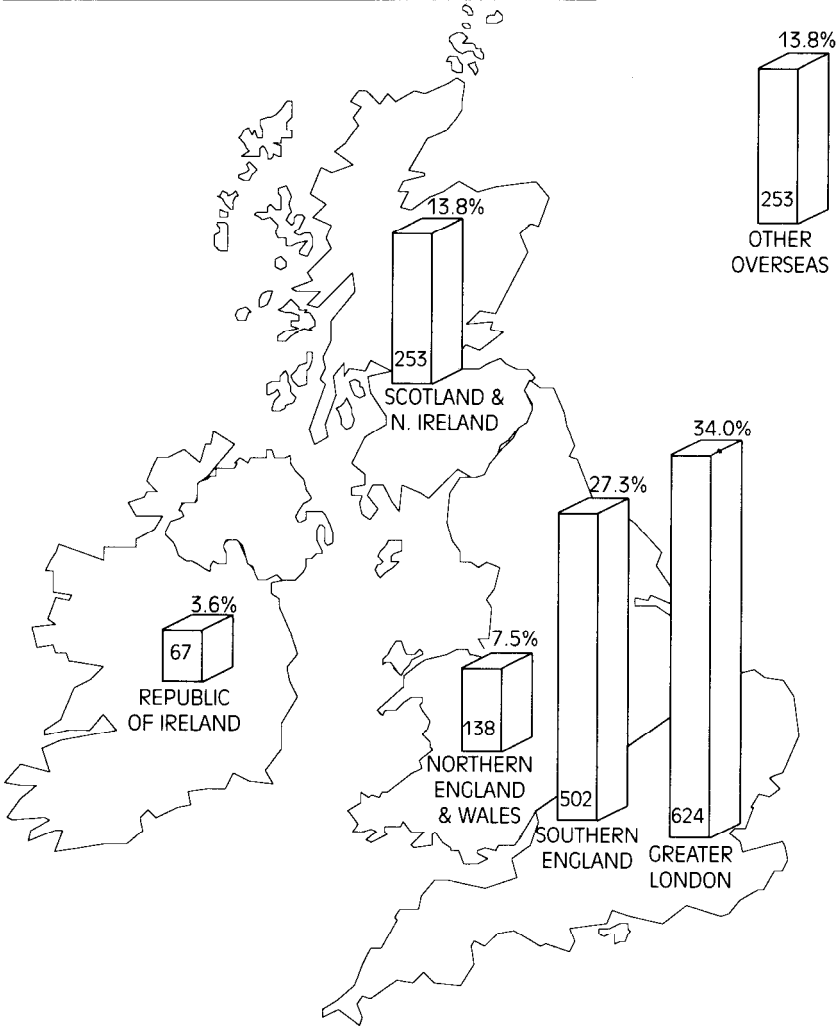 13.8%
253
OTHER
OVERSEAS
13.8%
253
SCOTLAND &
N. IRELAND
34.0%
624
GREATER
LONDON
27.3%
502
SOUTHERN
ENGLAND
3.6%
67
REPUBLIC
OF IRELAND
7.5%
138
NORTHERN
ENGLAND
& WALES